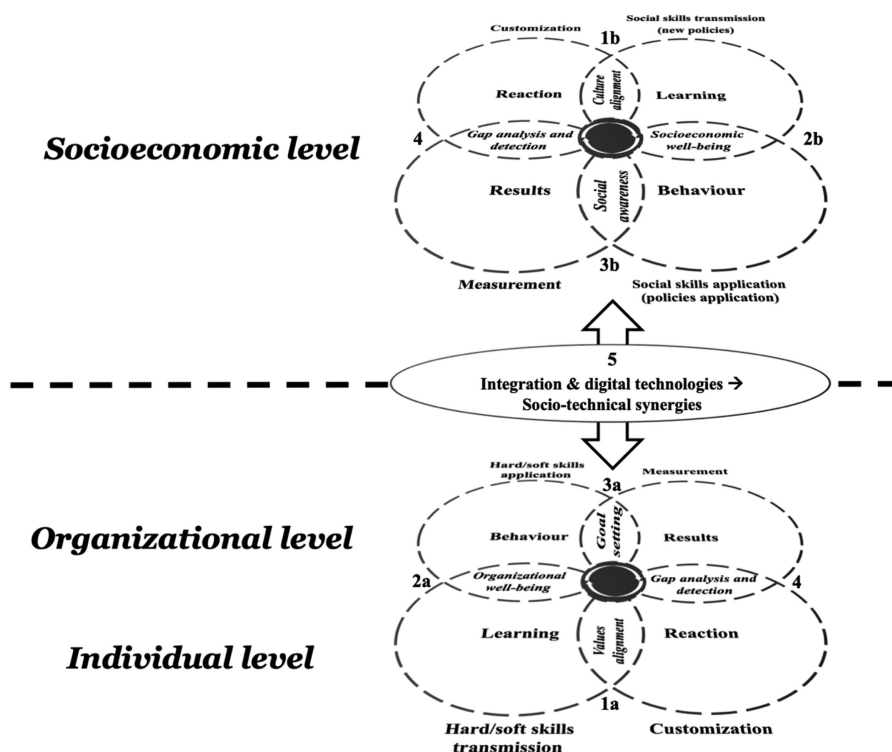 Customization
1b
Social skills transmission
(new policies)
Reaction
Culture
alignment
Learning
Socioeconomic level
4
Gap analysis and
detection
Socioeconomic
well-being
2b
Results
Social
awareness
Behaviour
3b
Measurement
Social skills application
(policies application)
5
Integration & digital technologies →
Socio-technical synergies
Hard/soft skills
application
3a
Measurement
Organizational level
Behaviour
Goal
setting
Results
2a
Organizational
well-being
Gap analysis and
detection
4
Individual level
Learning
Values
alignment
Reaction
1a
Hard/soft skills
transmission
Customization